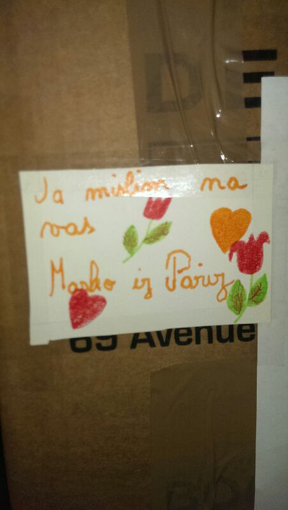 Ja mislim na
vas
Marko iz Pariz
69 Avenue